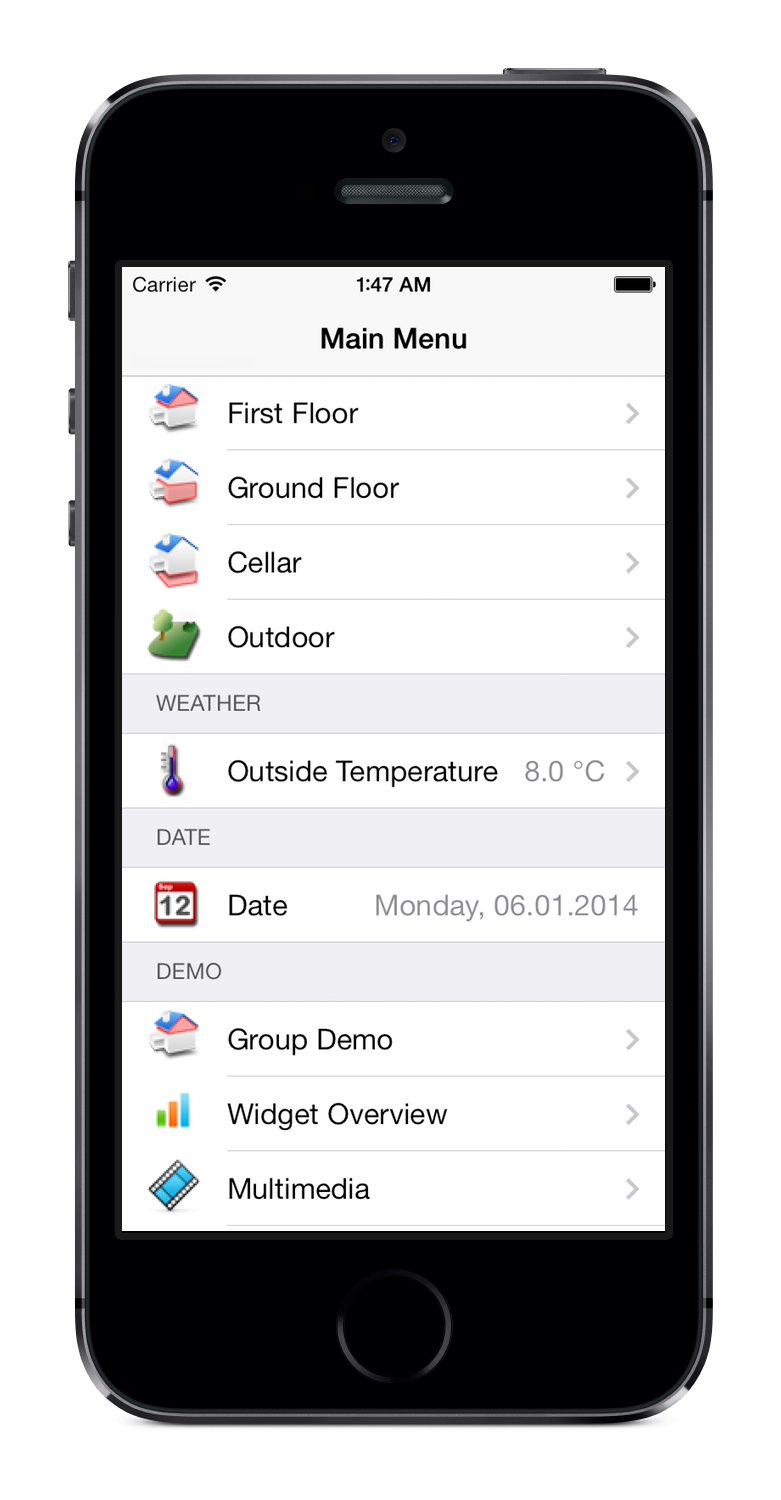 Carrier 1:47 AM
Main Menu
First Floor
Ground Floor
Cellar
Outdoor
WEATHER
Outside Temperature 8.0 °C
DATE
Sep
12
Date Monday, 06.01.2014
DEMO
Group Demo
Widget Overview
Multimedia